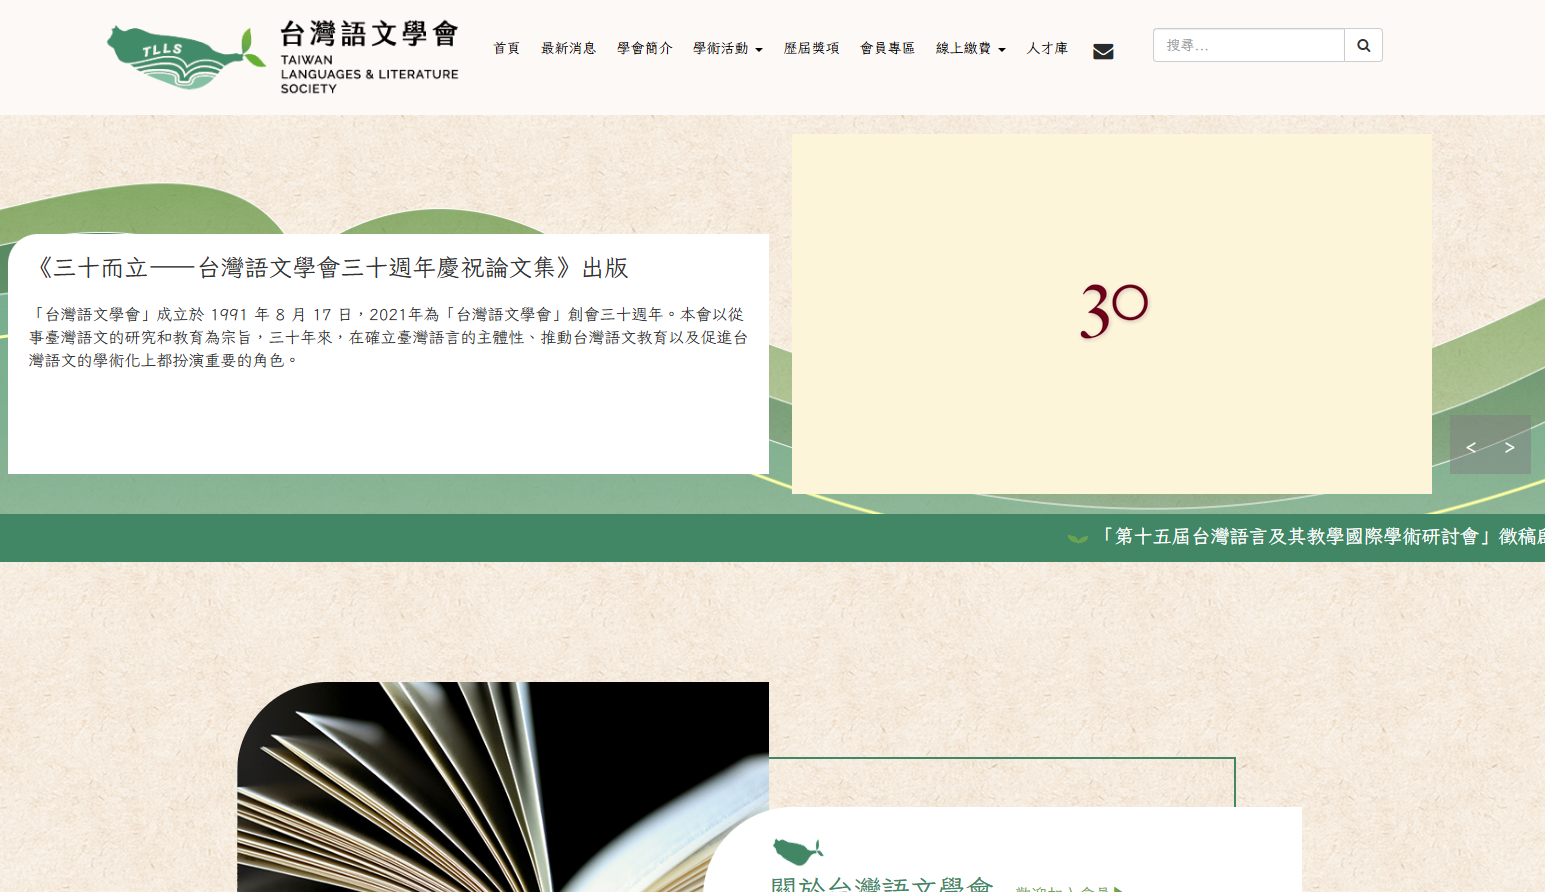 TLLS
台灣語文學會
TAIWAN
LANGUAGES & LITERATURE
SOCIETY
首頁 最新消息 學會簡介 學術活動 歷屆獎項 會員專區 線上繳費 人才庫
搜尋...
《三十而立——台灣語文學會三十週年慶祝論文集》出版
「台灣語文學會」成立於 1991 年 8 月 17 日，2021年為「台灣語文學會」創會三十週年。本會以從
事臺灣語文的研究和教育為宗旨，三十年來，在確立臺灣語言的主體性、推動台灣語文教育以及促進台
灣語文的學術化上都扮演重要的角色。
30
< >
「第十五屆台灣語言及其教學國際學術研討會」徵稿
關於台灣語文學會 歡迎加入會員